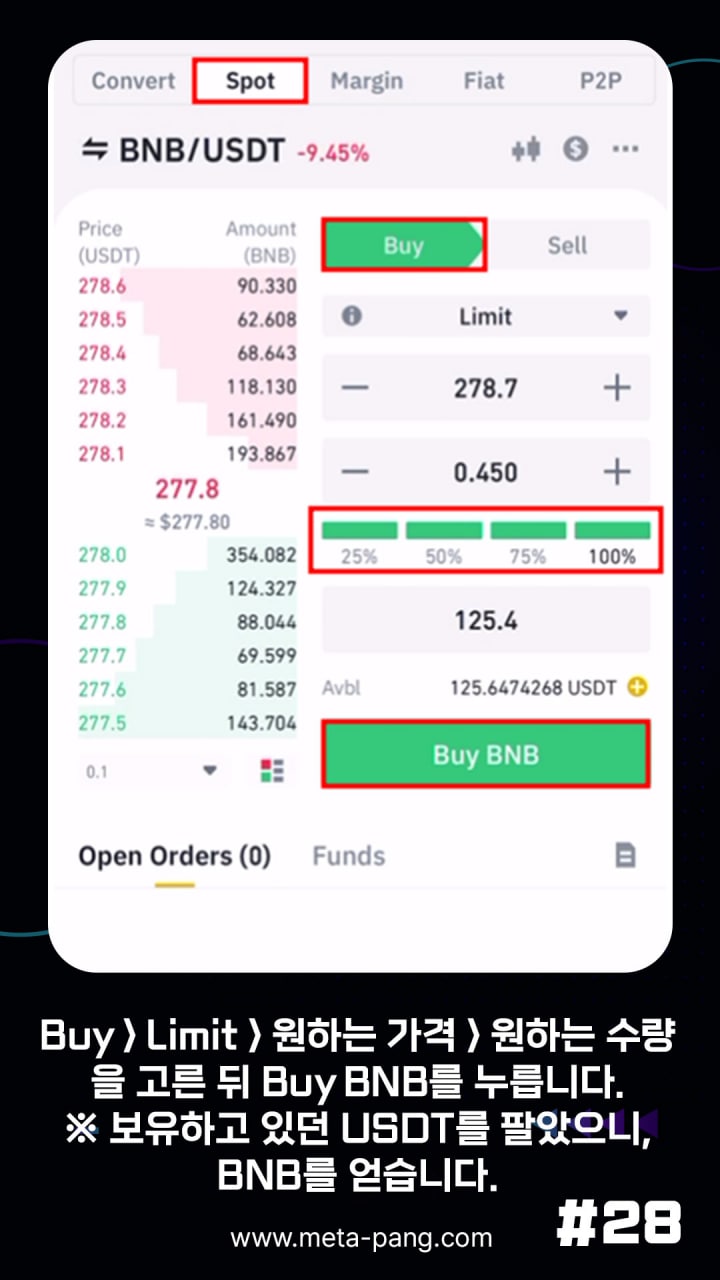 Convert Spot Margin Fiat P2P
⇋ BNB/USDT -9.45%
Price Amount
(USDT) (BNB)
278.6 90.330
278.5 62.608
278.4 68.643
278.3 118.130
278.2 161.490
278.1 193.867
277.8
≈ $277.80
278.0 354.082
277.9 124.327
277.8 88.044
277.7 69.599
277.6 81.587
277.5 143.704
0.1
Buy Sell
Limit
— 278.7 +
— 0.450 +
25% 50% 75% 100%
125.4
Avbl 125.6474268 USDT
Buy BNB
Open Orders (0) Funds
Buy 〉 Limit 〉 원하는 가격 〉 원하는 수량
을 고른 뒤 Buy BNB를 누릅니다.
※ 보유하고 있던 USDT를 팔았으니,
BNB를 얻습니다.
#28
www.meta-pang.com